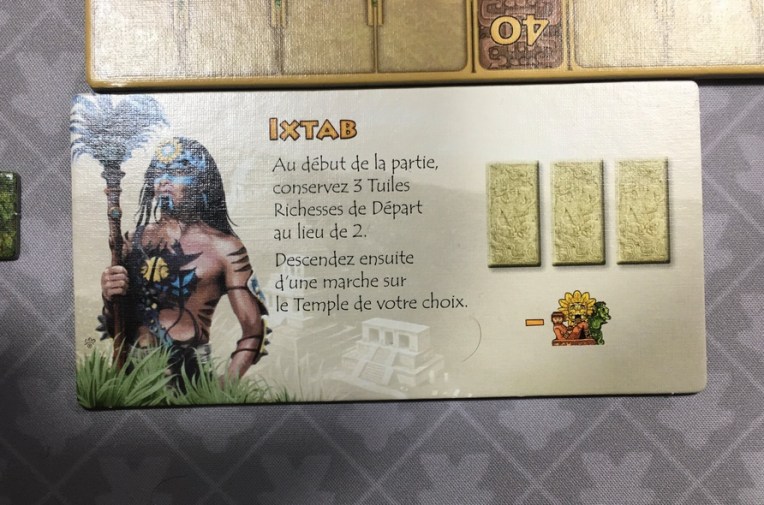 40
IXTAB
Au début de la partie,
conservez 3 Tuiles
Richesses de Départ
au lieu de 2.
Descendez ensuite
d'une marche sur
le Temple de votre choix.